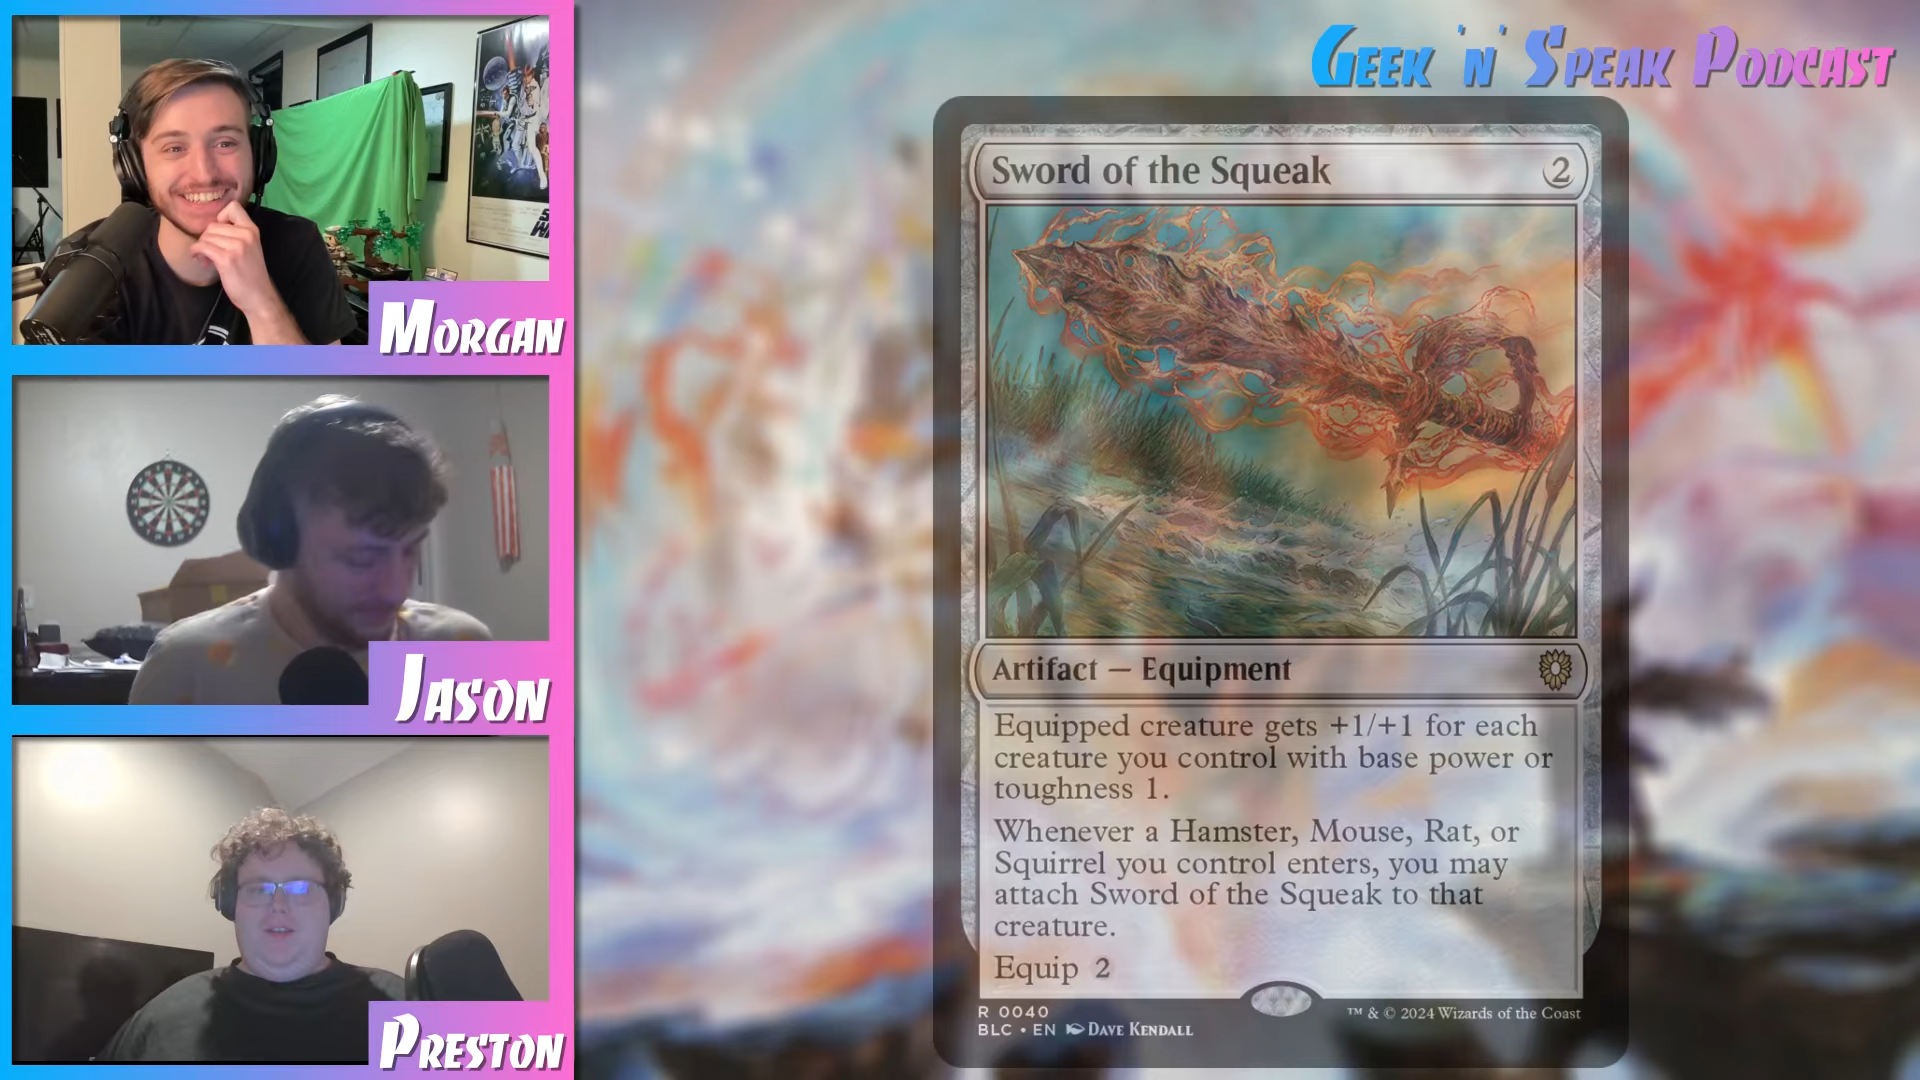 Geek 'n' Speak Podcast
Morgan
Jason
Preston
Sword of the Squeak 2
Artifact — Equipment
Equipped creature gets +1/+1 for each
creature you control with base power or
toughness 1.
Whenever a Hamster, Mouse, Rat, or
Squirrel you control enters, you may
attach Sword of the Squeak to that
creature.
Equip 2
R 0040
BLC • EN Dave Kendall
™ & © 2024 Wizards of the Coast